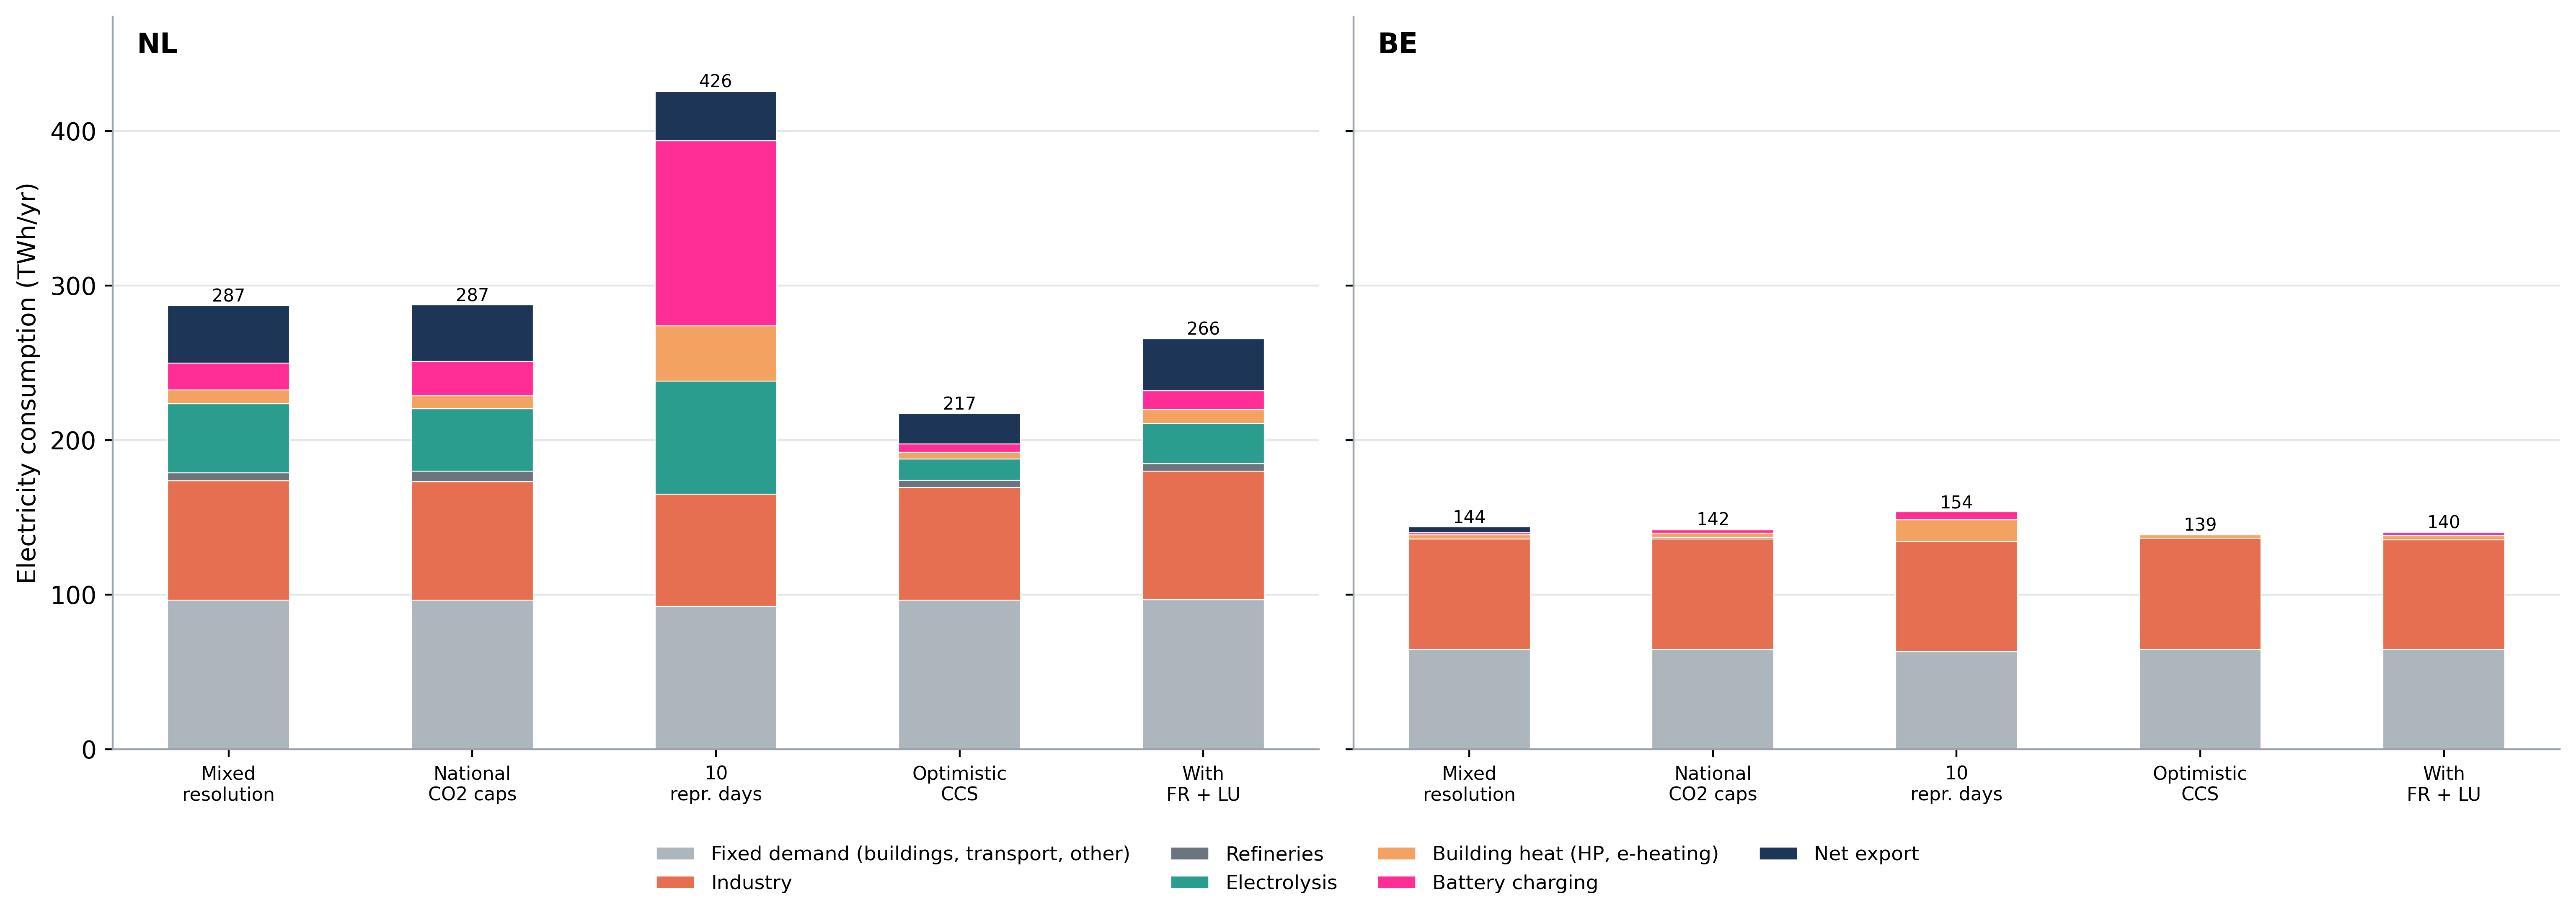 NL
BE
Electricity consumption (TWh/yr)
400
300
200
100
0
287
287
426
217
266
144
142
154
139
140
Mixed
resolution
National
CO2 caps
10
repr. days
Optimistic
CCS
With
FR + LU
Mixed
resolution
National
CO2 caps
10
repr. days
Optimistic
CCS
With
FR + LU
Fixed demand (buildings, transport, other)
Industry
Refineries
Electrolysis
Building heat (HP, e-heating)
Battery charging
Net export